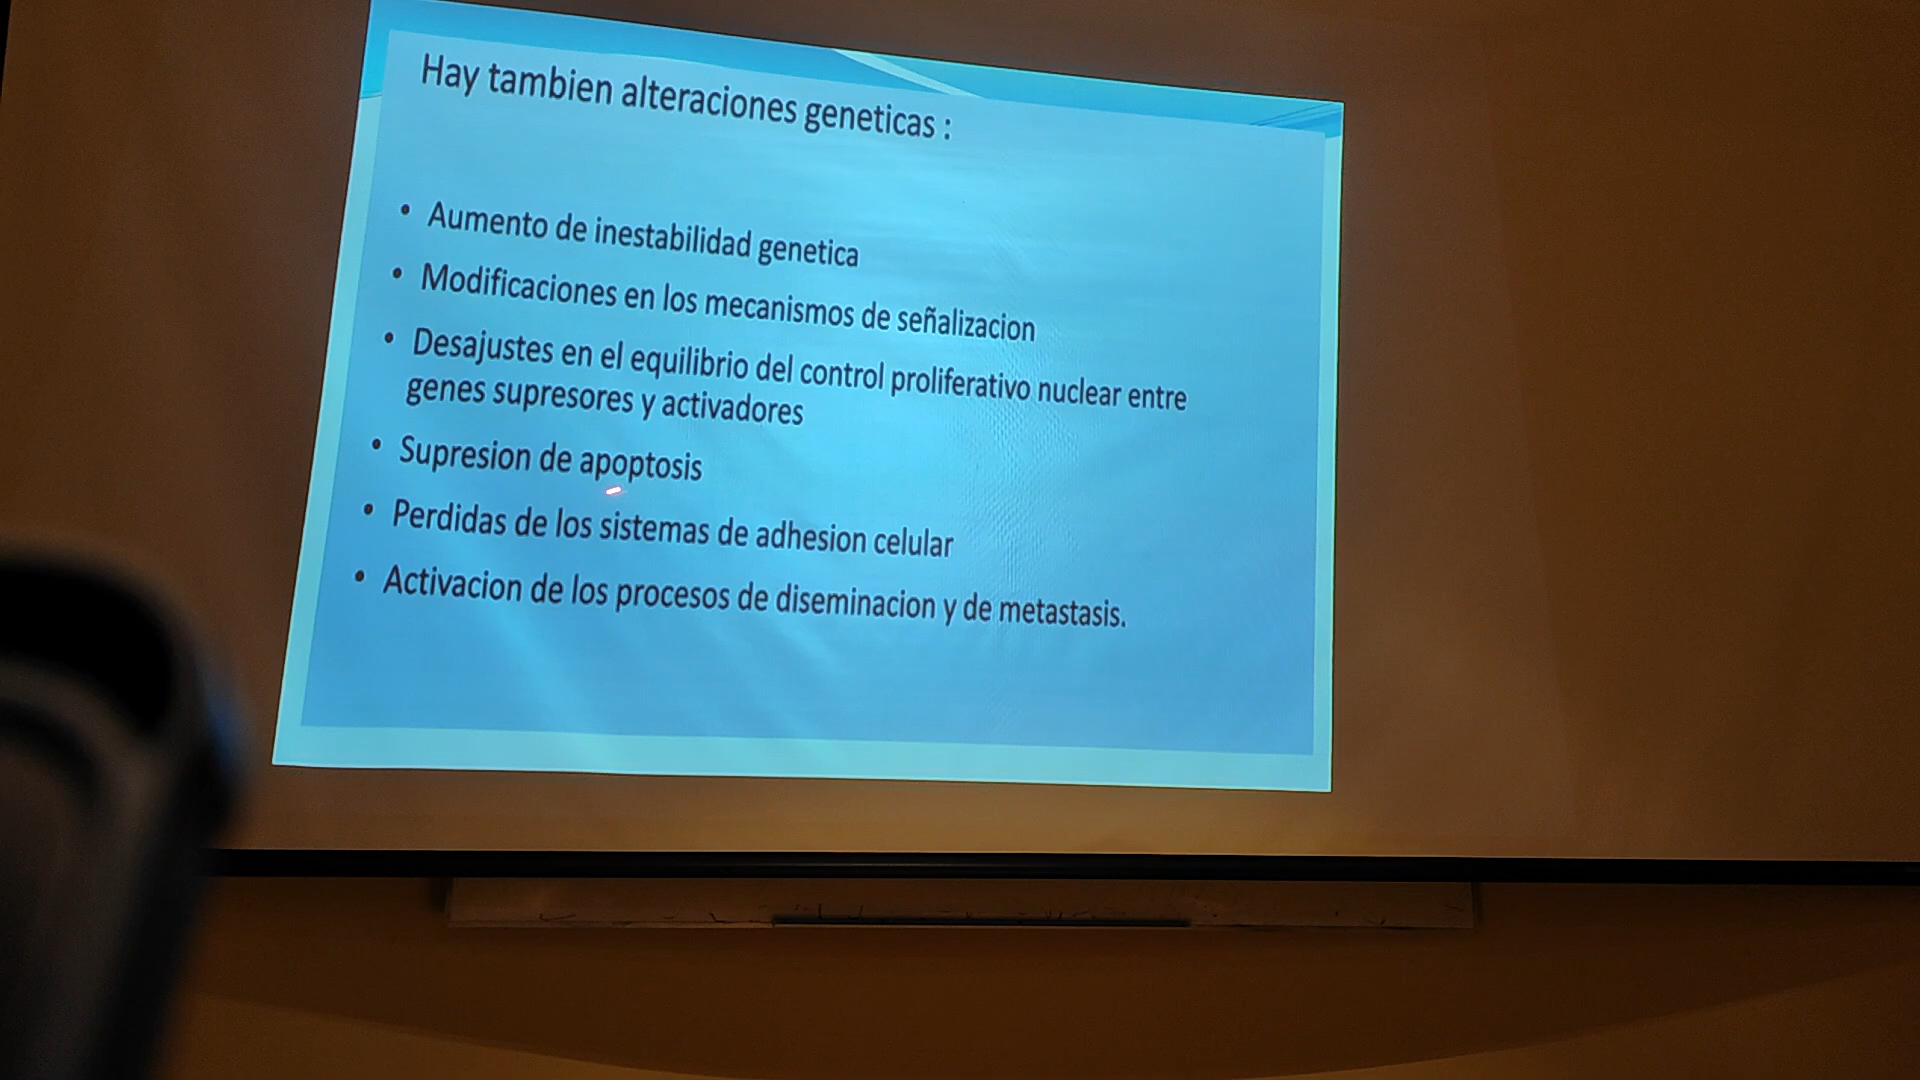 Hay tambien alteraciones geneticas :
• Aumento de inestabilidad genetica
• Modificaciones en los mecanismos de señalizacion
• Desajustes en el equilibrio del control proliferativo nuclear entre
genes supresores y activadores
• Supresion de apoptosis
• Perdidas de los sistemas de adhesion celular
• Activacion de los procesos de diseminacion y de metastasis.